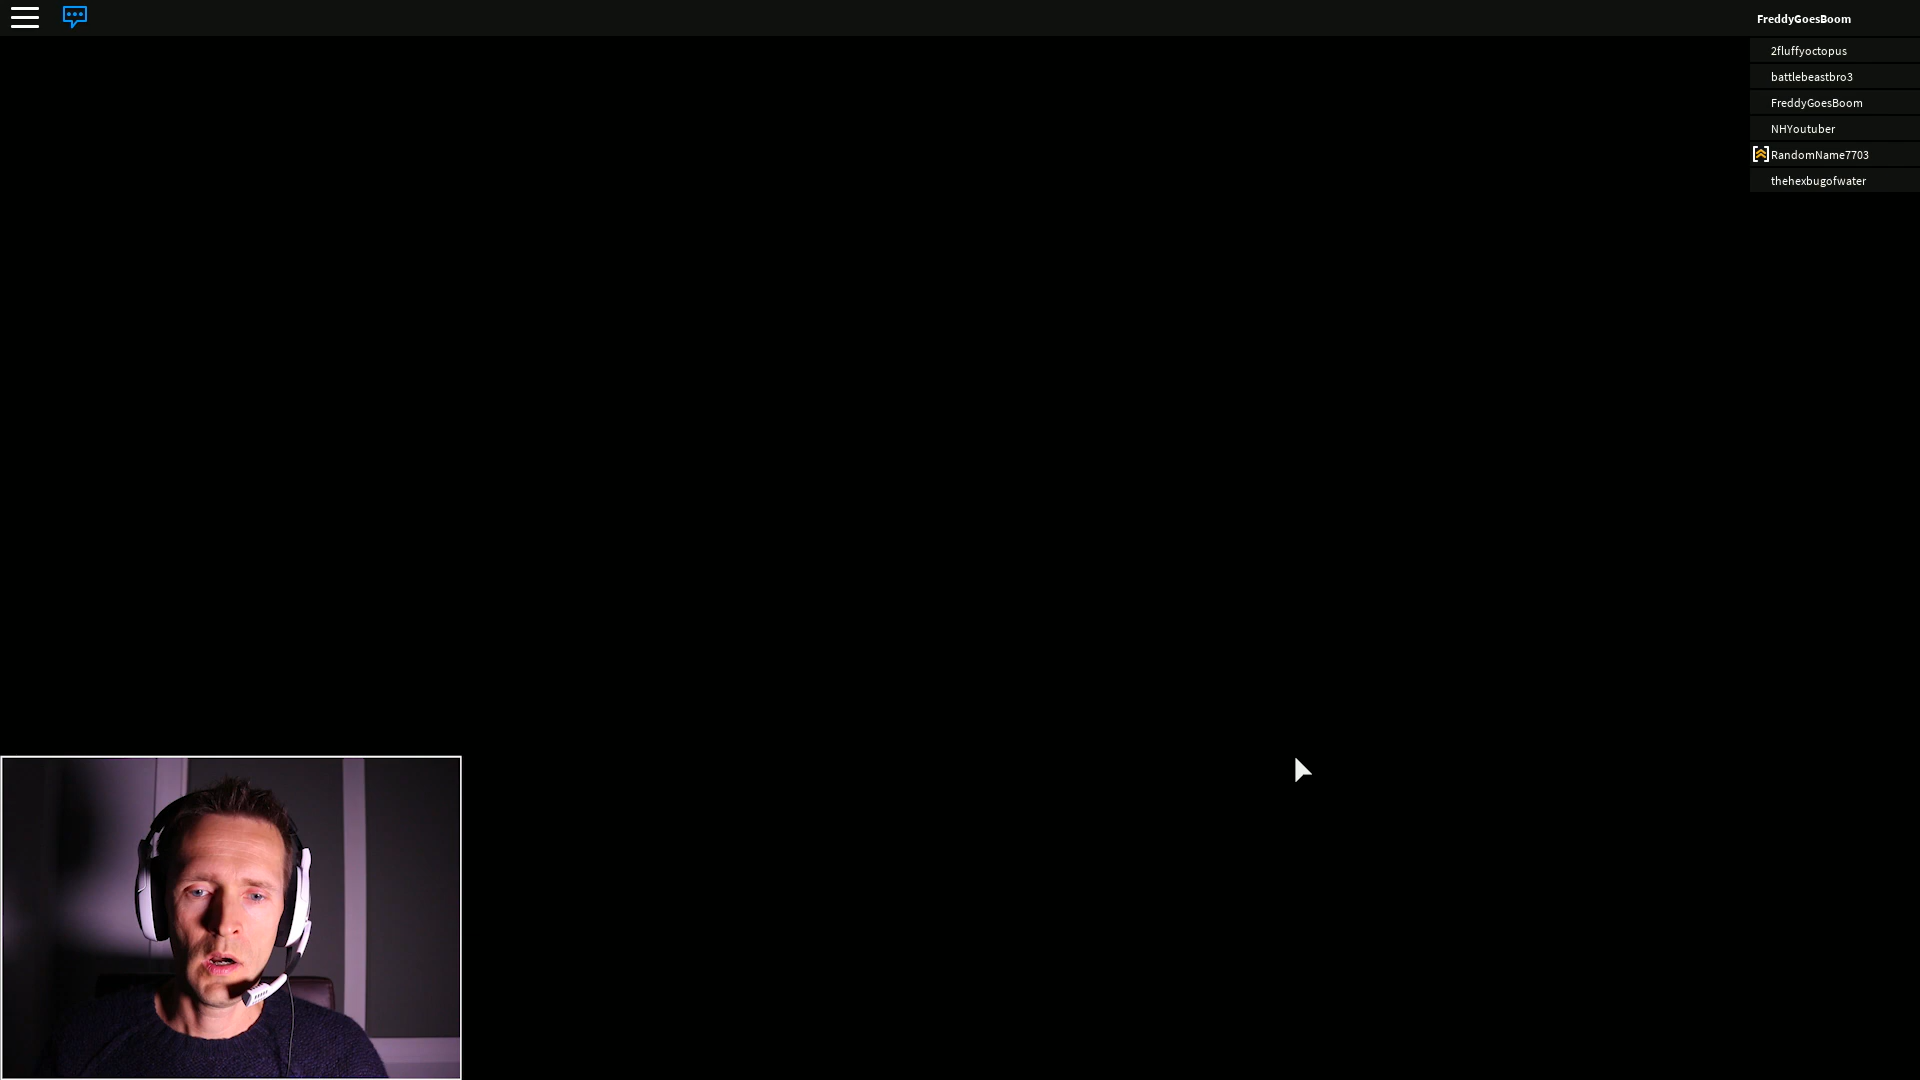 FreddyGoesBoom
2fluffyoctopus
battlebeastbro3
FreddyGoesBoom
NHYoutuber
RandomName7703
thehexbugofwater